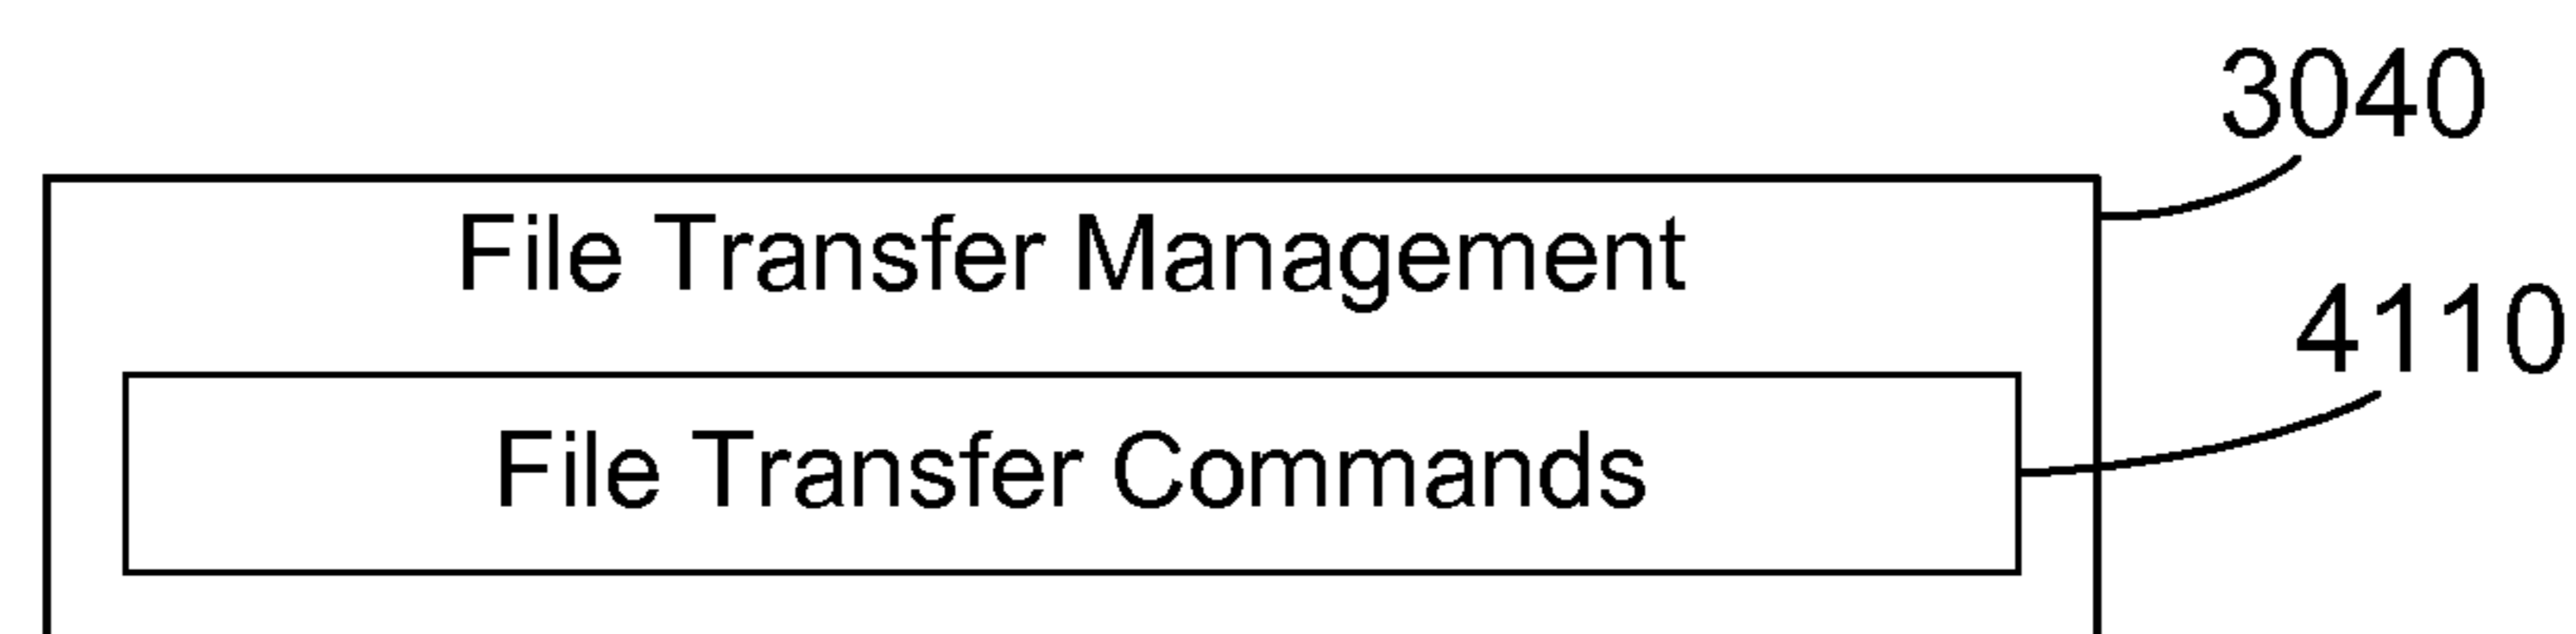 3040
File Transfer Management
4110
File Transfer Commands